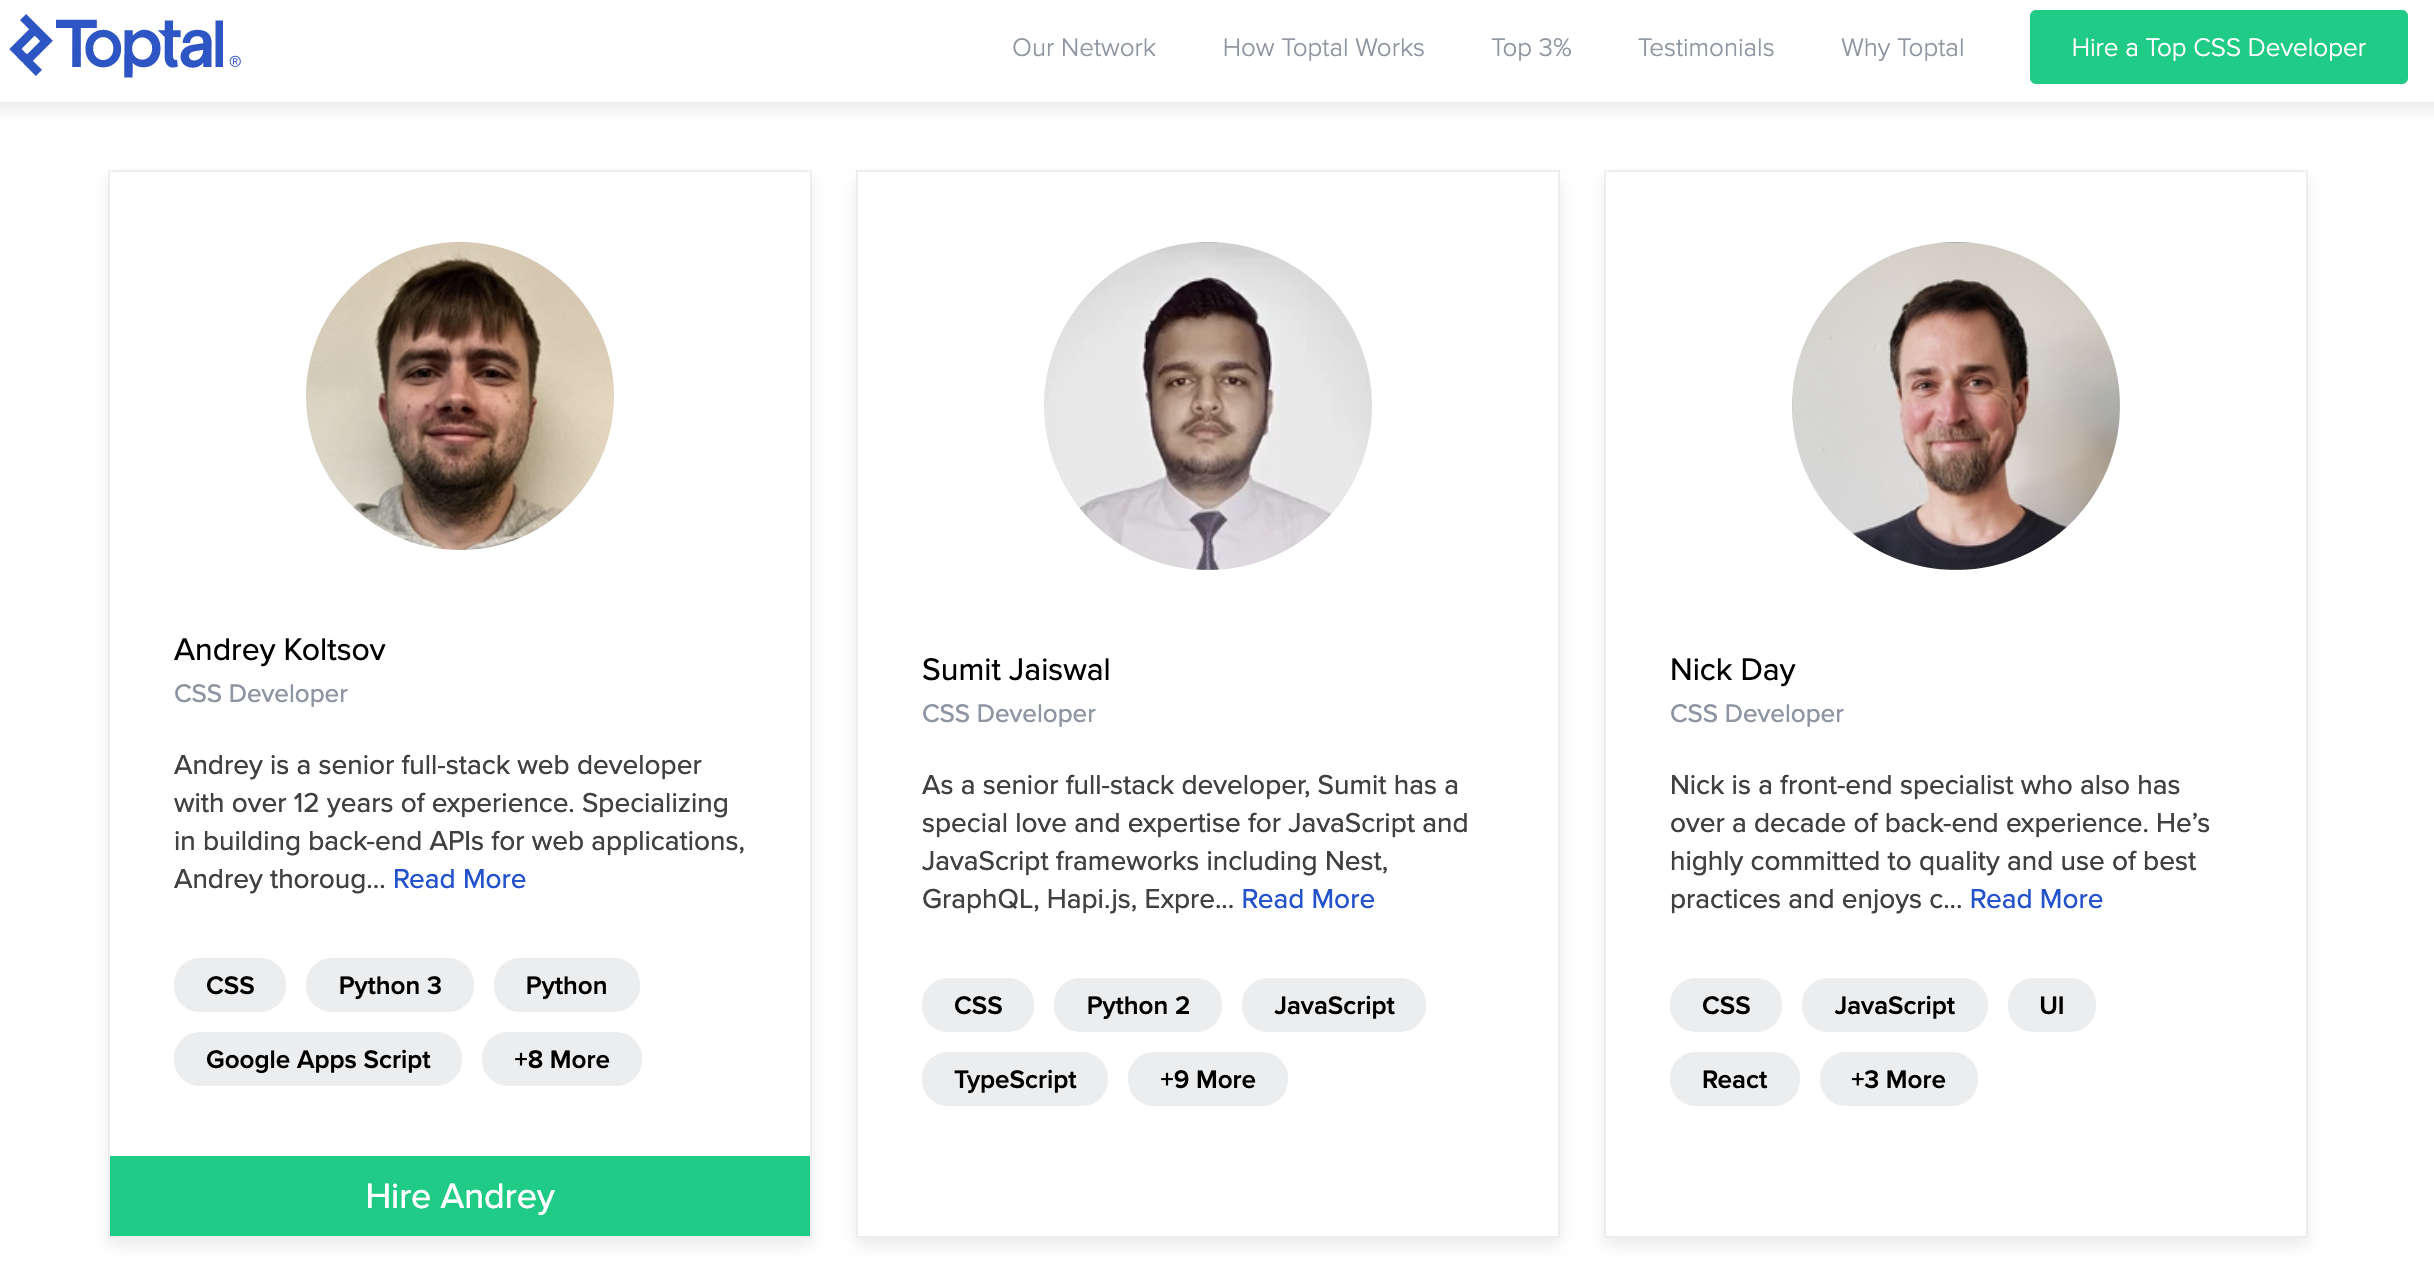 Toptal®
Our Network
How Toptal Works
Top 3%
Testimonials
Why Toptal
Hire a Top CSS Developer
Andrey Koltsov
CSS Developer
Andrey is a senior full-stack web developer
with over 12 years of experience. Specializing
in building back-end APIs for web applications,
Andrey thoroug... Read More
CSS
Python 3
Python
Google Apps Script
+8 More
Hire Andrey
Sumit Jaiswal
CSS Developer
As a senior full-stack developer, Sumit has a
special love and expertise for JavaScript and
JavaScript frameworks including Nest,
GraphQL, Hapi.js, Expre... Read More
CSS
Python 2
JavaScript
TypeScript
+9 More
Nick Day
CSS Developer
Nick is a front-end specialist who also has
over a decade of back-end experience. He’s
highly committed to quality and use of best
practices and enjoys c... Read More
CSS
JavaScript
UI
React
+3 More